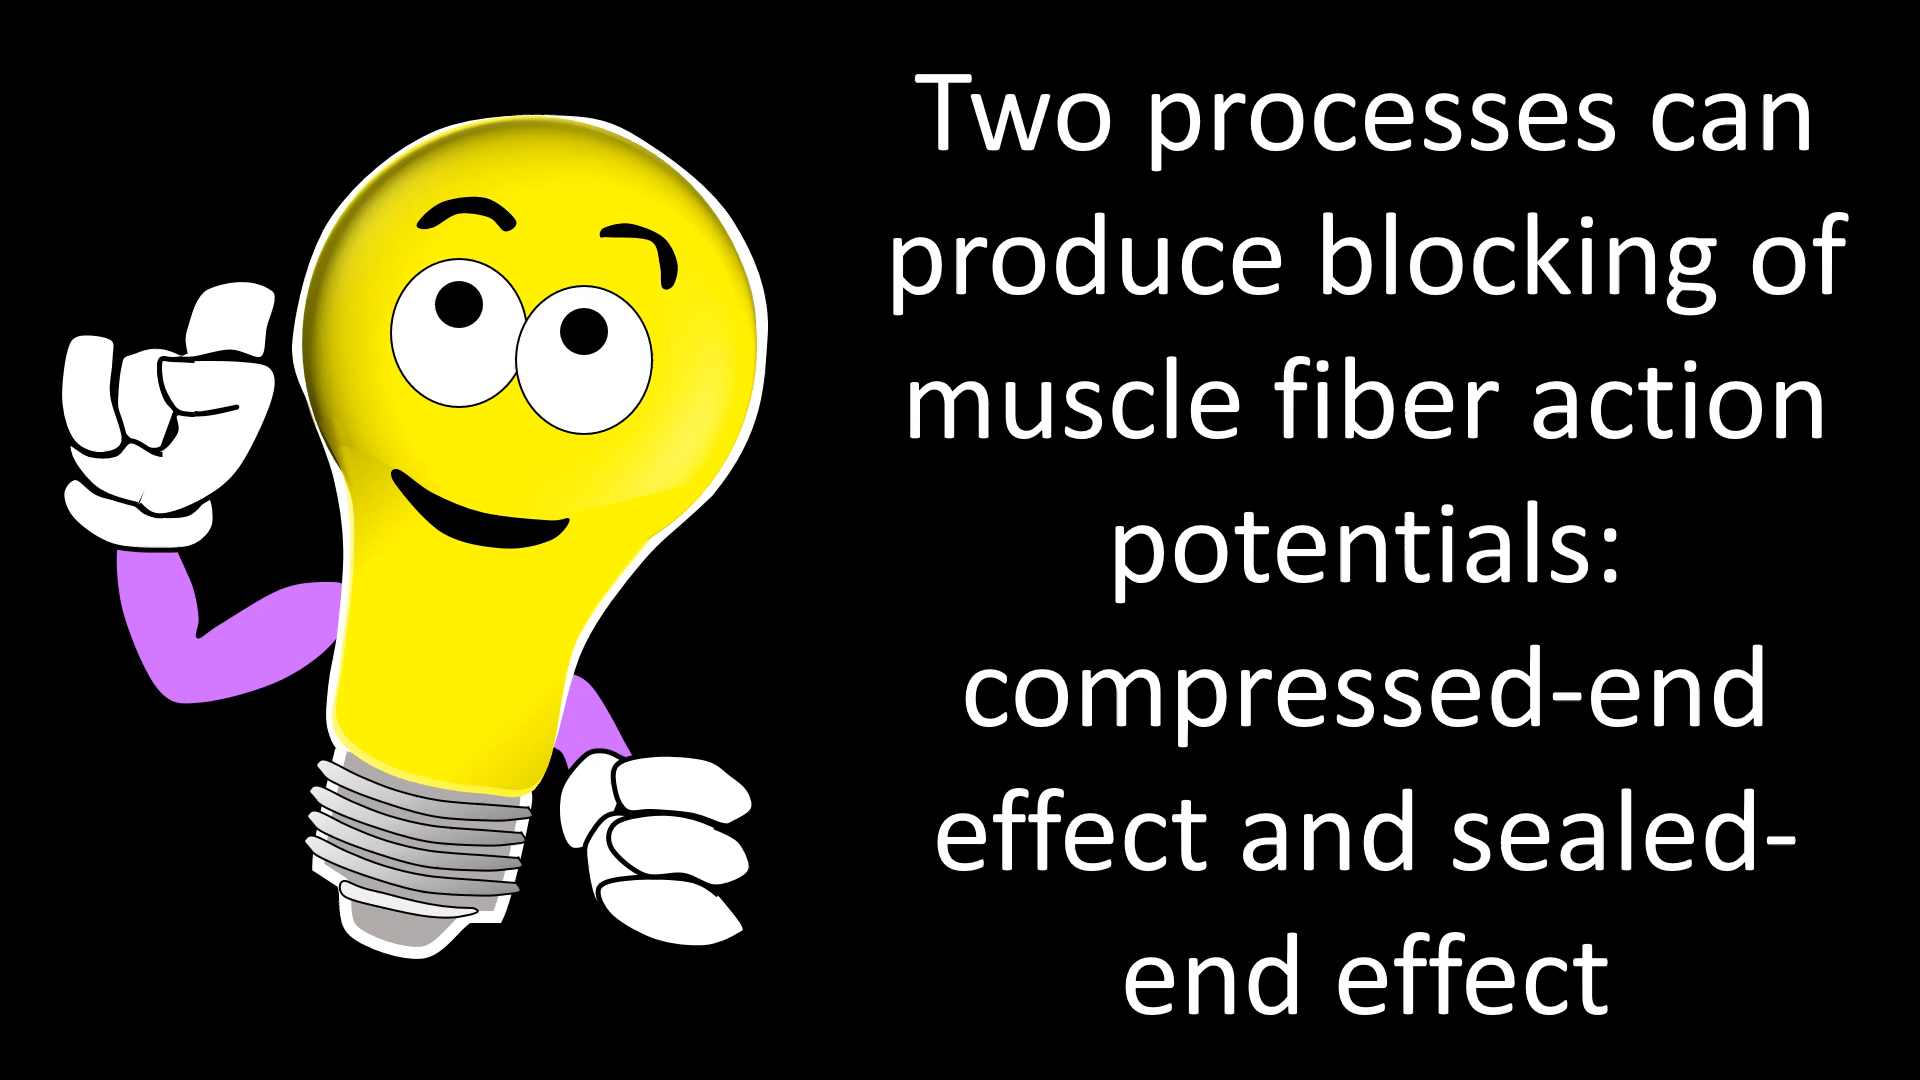 Two processes can
produce blocking of
muscle fiber action
potentials:
compressed-end
effect and sealed-
end effect